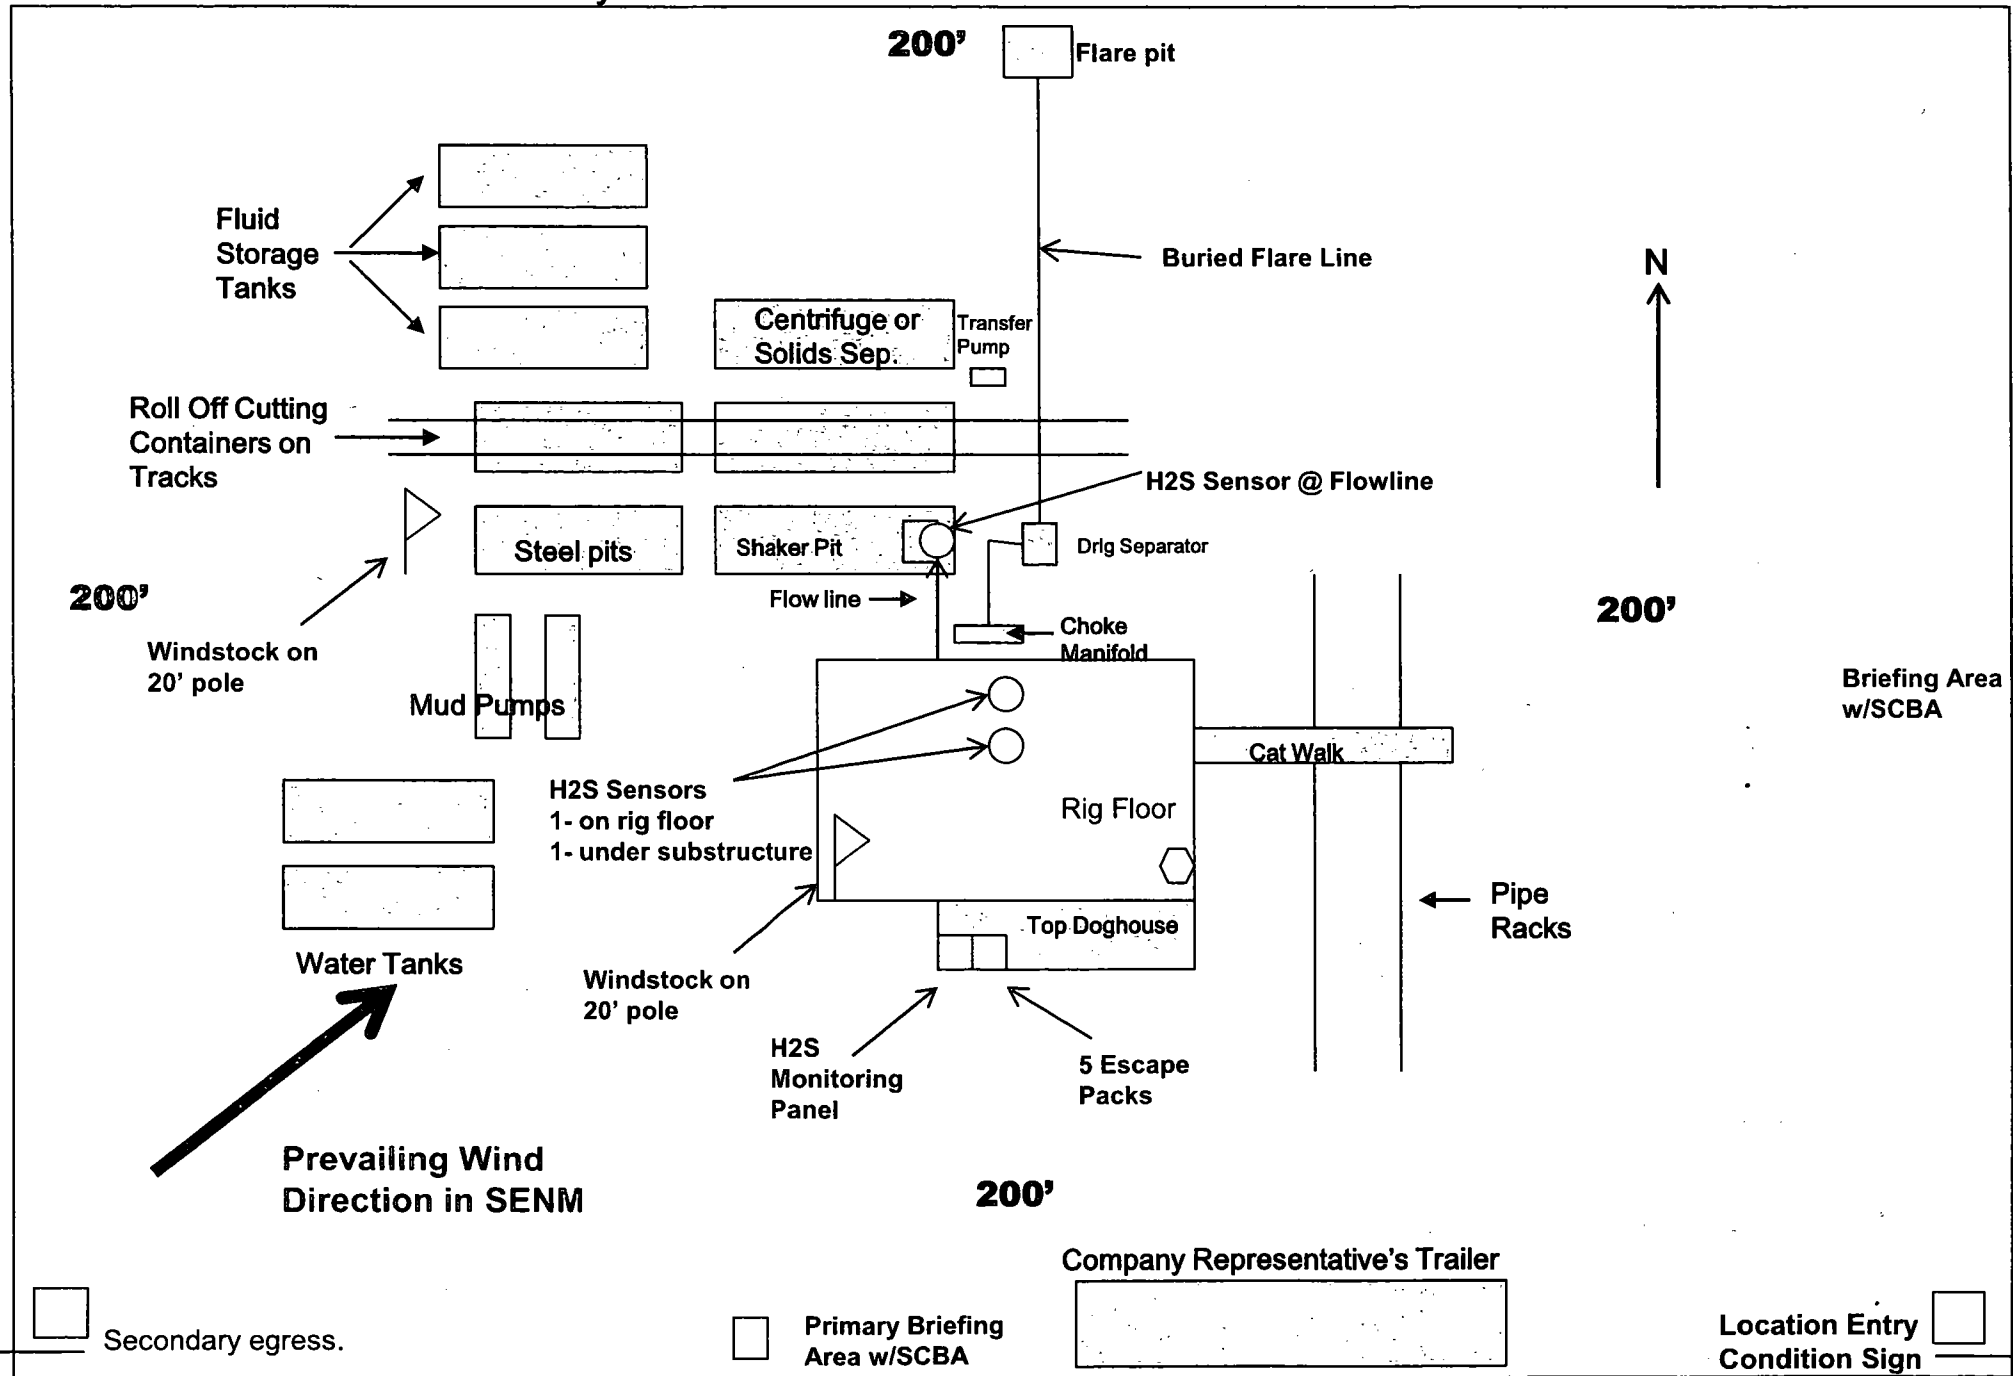 200'
Flare pit
Fluid
Storage
Tanks
Buried Flare Line
N
Centrifuge or
Solids Sep.
Transfer
Pump
Roll Off Cutting
Containers on
Tracks
H2S Sensor @ Flowline
Steel pits
Shaker Pit
Drlg Separator
200'
Flow line
200'
Choke
Manifold
Windstock on
20' pole
Briefing Area
w/SCBA
Mud Pumps
Cat Walk
H2S Sensors
1- on rig floor
1- under substructure
Rig Floor
Pipe
Racks
Top Doghouse
Water Tanks
Windstock on
20' pole
H2S
Monitoring
Panel
5 Escape
Packs
Prevailing Wind
Direction in SENM
200'
Company Representative's Trailer
Secondary egress.
Primary Briefing
Area w/SCBA
Location Entry
Condition Sign